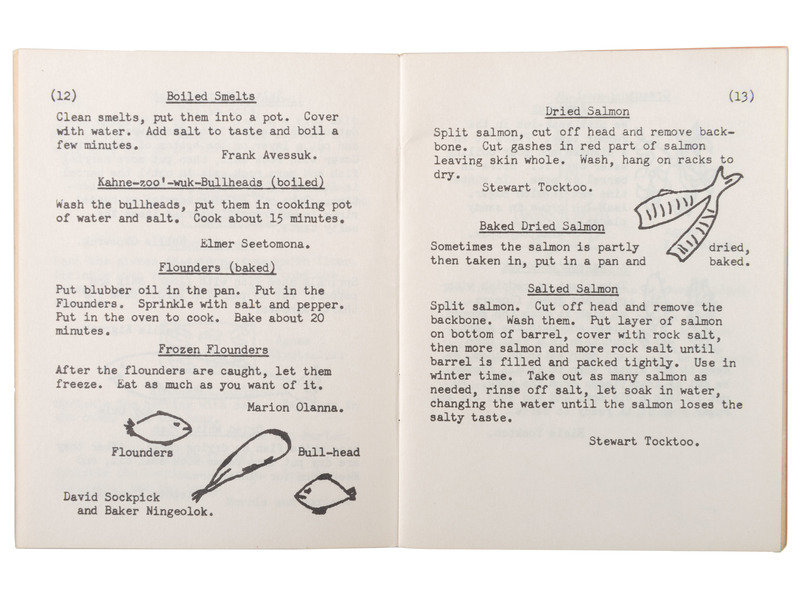 (12)
Boiled Smelts
Clean smelts, put them into a pot. Cover
with water. Add salt to taste and boil a
few minutes.
Frank Avessuk.
Kahne-zoo'-wuk-Bullheads (boiled)
Wash the bullheads, put them in cooking pot
of water and salt. Cook about 15 minutes.
Elmer Seetomona.
Flounders (baked)
Put blubber oil in the pan. Put in the
Flounders. Sprinkle with salt and pepper.
Put in the oven to cook. Bake about 20
minutes.
Frozen Flounders
After the flounders are caught, let them
freeze. Eat as much as you want of it.
Marion Olanna.
Flounders
Bull-head
David Sockpick
and Baker Ningeolok.
(13)
Dried Salmon
Split salmon, cut off head and remove back-
bone. Cut gashes in red part of salmon
leaving skin whole. Wash, hang on racks to
dry.
Stewart Tocktoo.
Baked Dried Salmon
Sometimes the salmon is partly dried,
then taken in, put in a pan and baked.
Salted Salmon
Split salmon. Cut off head and remove the
backbone. Wash them. Put layer of salmon
on bottom of barrel, cover with rock salt,
then more salmon and more rock salt until
barrel is filled and packed tightly. Use in
winter time. Take out as many salmon as
needed, rinse off salt, let soak in water,
changing the water until the salmon loses the
salty taste.
Stewart Tocktoo.